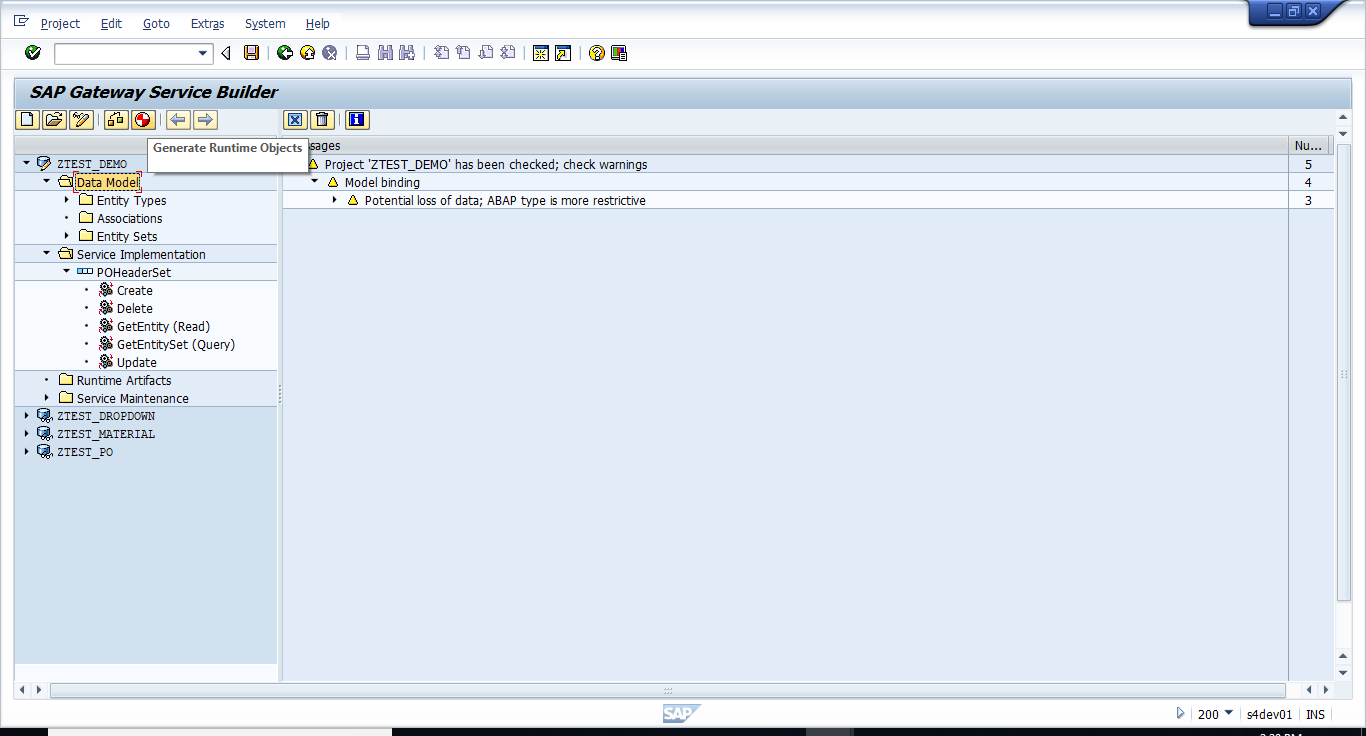 Project Edit Goto Extras System Help
SAP Gateway Service Builder
Generate Runtime Objects
ssages Nu...
ZTEST_DEMO
Project 'ZTEST_DEMO' has been checked; check warnings 5
Data Model
Model binding 4
Entity Types
Potential loss of data; ABAP type is more restrictive 3
Associations
Entity Sets
Service Implementation
POHeaderSet
Create
Delete
GetEntity (Read)
GetEntitySet (Query)
Update
Runtime Artifacts
Service Maintenance
ZTEST_DROPDOWN
ZTEST_MATERIAL
ZTEST_PO
SAP
200 s4dev01 INS